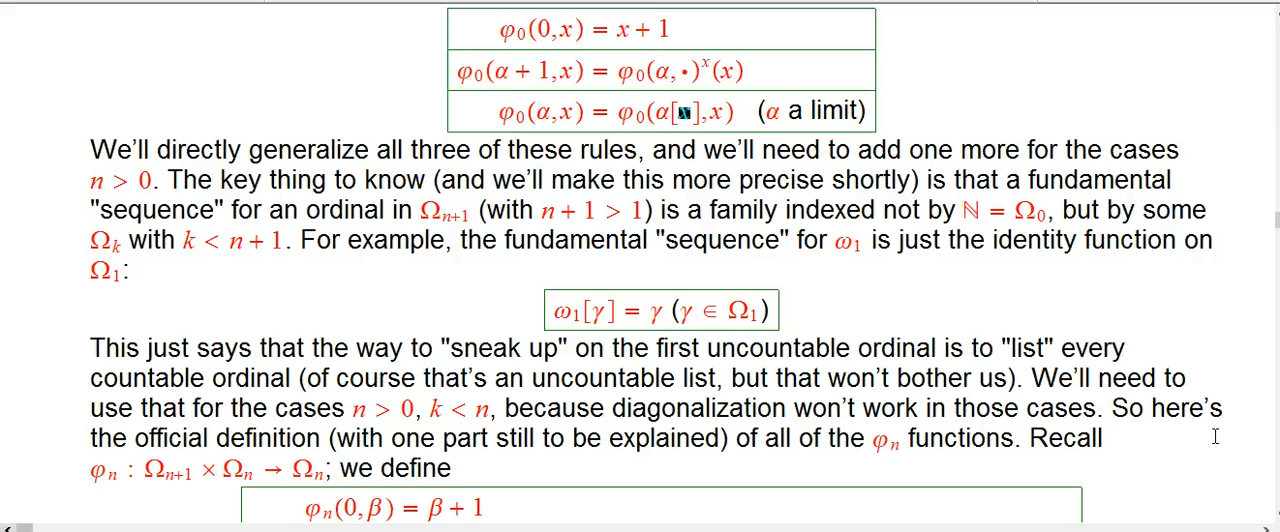 φ₀(0,x) = x + 1
φ₀(α + 1,x) = φ₀(α,•)ˣ(x)
φ₀(α,x) = φ₀(α[x],x) (α a limit)
We'll directly generalize all three of these rules, and we'll need to add one more for the cases
n > 0. The key thing to know (and we'll make this more precise shortly) is that a fundamental
"sequence" for an ordinal in Ωₙ₊₁ (with n + 1 > 1) is a family indexed not by ℕ = Ω₀, but by some
Ωₖ with k < n + 1. For example, the fundamental "sequence" for ω₁ is just the identity function on
Ω₁:
ω₁[γ] = γ (γ ∈ Ω₁)
This just says that the way to "sneak up" on the first uncountable ordinal is to "list" every
countable ordinal (of course that's an uncountable list, but that won't bother us). We'll need to
use that for the cases n > 0, k < n, because diagonalization won't work in those cases. So here's
the official definition (with one part still to be explained) of all of the φₙ functions. Recall
φₙ : Ωₙ₊₁ × Ωₙ → Ωₙ; we define
φₙ(0,β) = β + 1